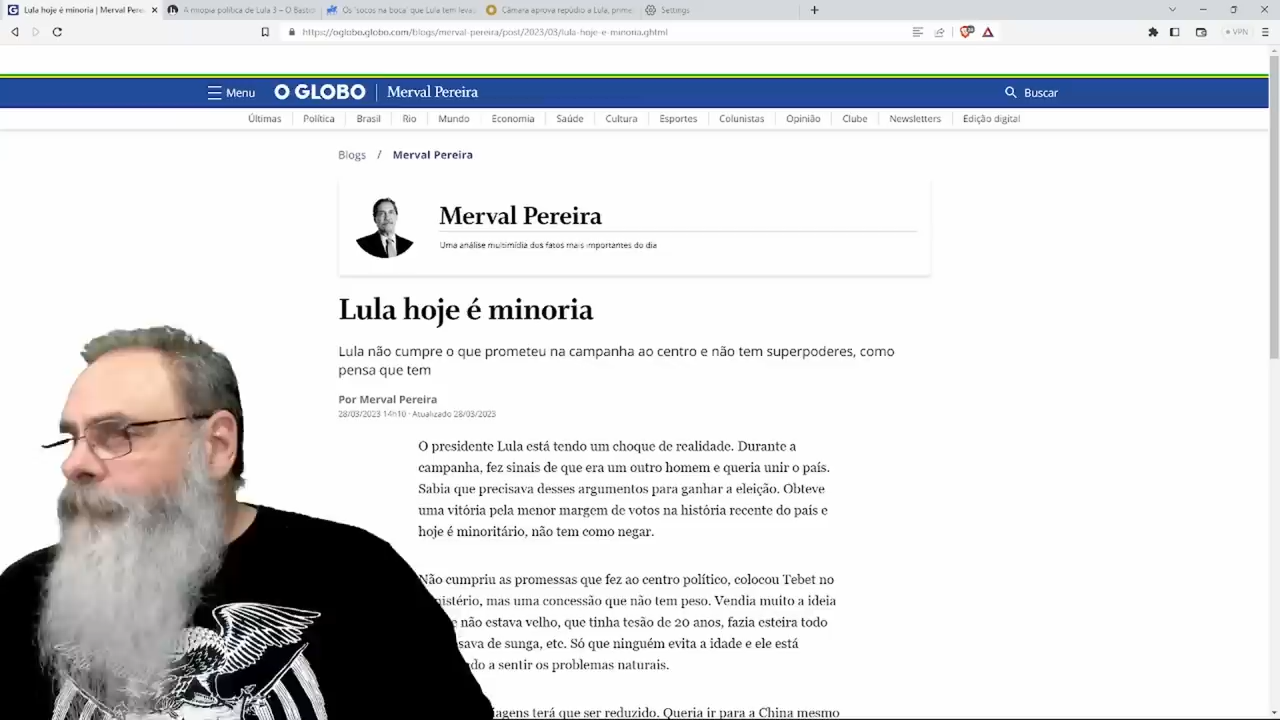 Lula hoje é minoria | Merval Pere
A miopia política de Lula 3 – O Bastio
Os 'socos na boca' que Lula tem leva
Câmara aprova repúdio a Lula, prime
Settings
https://oglobo.globo.com/blogs/merval-pereira/post/2023/03/lula-hoje-e-minoria.ghtml
VPN
Menu
O GLOBO
Merval Pereira
Buscar
Últimas
Política
Brasil
Rio
Mundo
Economia
Saúde
Cultura
Esportes
Colunistas
Opinião
Clube
Newsletters
Edição digital
Blogs / Merval Pereira
Merval Pereira
Uma análise multimídia dos fatos mais importantes do dia
Lula hoje é minoria
Lula não cumpre o que prometeu na campanha ao centro e não tem superpoderes, como
pensa que tem
Por Merval Pereira
28/03/2023 14h10 · Atualizado 28/03/2023
O presidente Lula está tendo um choque de realidade. Durante a
campanha, fez sinais de que era um outro homem e queria unir o país.
Sabia que precisava desses argumentos para ganhar a eleição. Obteve
uma vitória pela menor margem de votos na história recente do país e
hoje é minoritário, não tem como negar.
Não cumpriu as promessas que fez ao centro político, colocou Tebet no
nistério, mas uma concessão que não tem peso. Vendia muito a ideia
e não estava velho, que tinha tesão de 20 anos, fazia esteira todo
sava de sunga, etc. Só que ninguém evita a idade e ele está
do a sentir os problemas naturais.
iagens terá que ser reduzido. Queria ir para a China mesmo